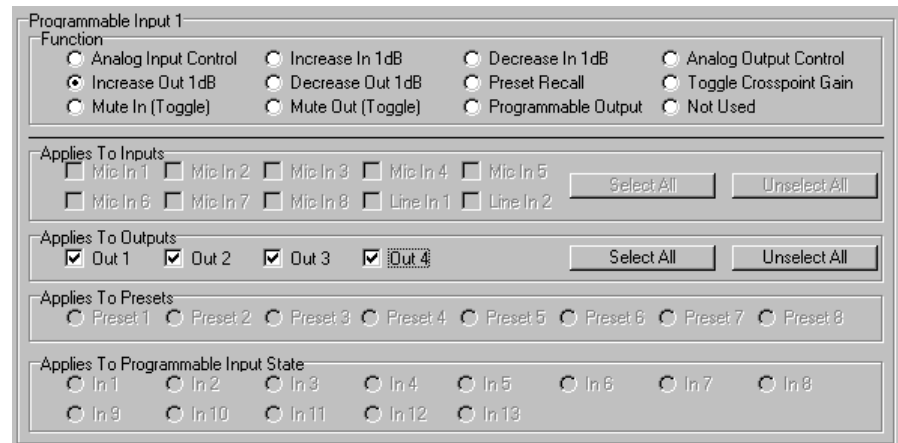 Programmable Input 1
Function
Analog Input Control Increase In 1dB Decrease In 1dB Analog Output Control
Increase Out 1dB Decrease Out 1dB Preset Recall Toggle Crosspoint Gain
Mute In (Toggle) Mute Out (Toggle) Programmable Output Not Used
Applies To Inputs
Mic In 1 Mic In 2 Mic In 3 Mic In 4 Mic In 5 Select All Unselect All
Mic In 6 Mic In 7 Mic In 8 Line In 1 Line In 2
Applies To Outputs
Out 1 Out 2 Out 3 Out 4 Select All Unselect All
Applies To Presets
Preset 1 Preset 2 Preset 3 Preset 4 Preset 5 Preset 6 Preset 7 Preset 8
Applies To Programmable Input State
In 1 In 2 In 3 In 4 In 5 In 6 In 7 In 8
In 9 In 10 In 11 In 12 In 13